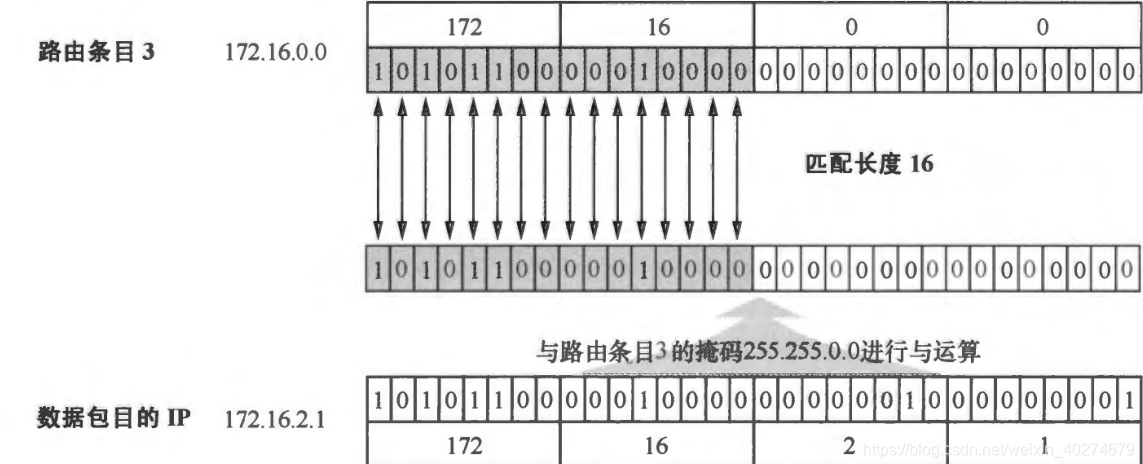 172 16 0 0
路由条目 3 172.16.0.0
1 0 1 0 1 1 0 0 0 0 0 1 0 0 0 0 0 0 0 0 0 0 0 0 0 0 0 0 0 0 0 0
匹配长度 16
1 0 1 0 1 1 0 0 0 0 0 1 0 0 0 0 0 0 0 0 0 0 0 0 0 0 0 0 0 0 0 0
与路由条目3的掩码255.255.0.0进行与运算
1 0 1 0 1 1 0 0 0 0 0 1 0 0 0 0 0 0 0 0 0 0 1 0 0 0 0 0 0 0 0 1
数据包目的 IP 172.16.2.1
172 16 2 1
https://blog.csdn.net/weixin_40274679